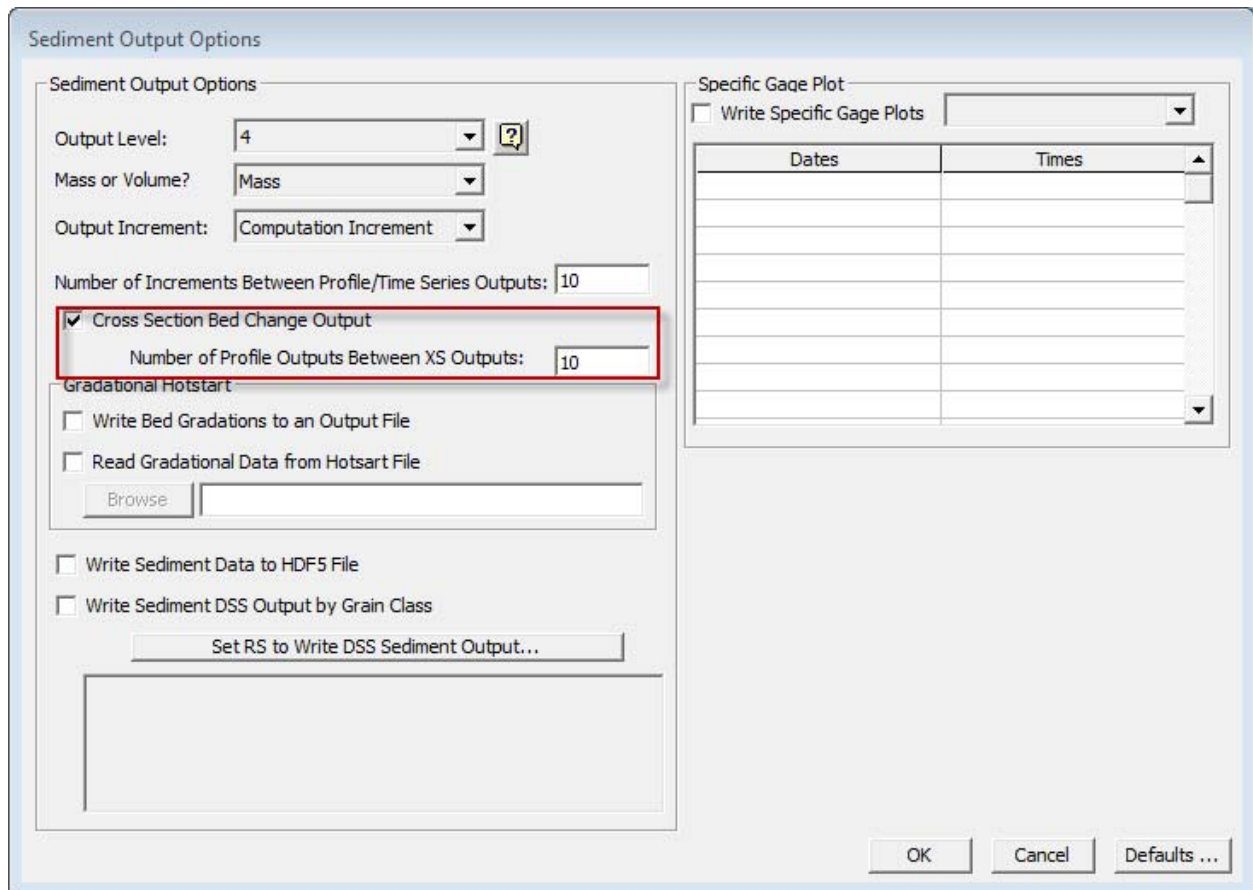 Sediment Output Options
Sediment Output Options
Output Level:
4
Mass or Volume?
Mass
Output Increment:
Computation Increment
Number of Increments Between Profile/Time Series Outputs:
10
Cross Section Bed Change Output
Number of Profile Outputs Between XS Outputs:
10
Gradational Hotstart
Write Bed Gradations to an Output File
Read Gradational Data from Hotsart File
Browse
Write Sediment Data to HDF5 File
Write Sediment DSS Output by Grain Class
Set RS to Write DSS Sediment Output...
Specific Gage Plot
Write Specific Gage Plots
Dates
Times
OK
Cancel
Defaults ...